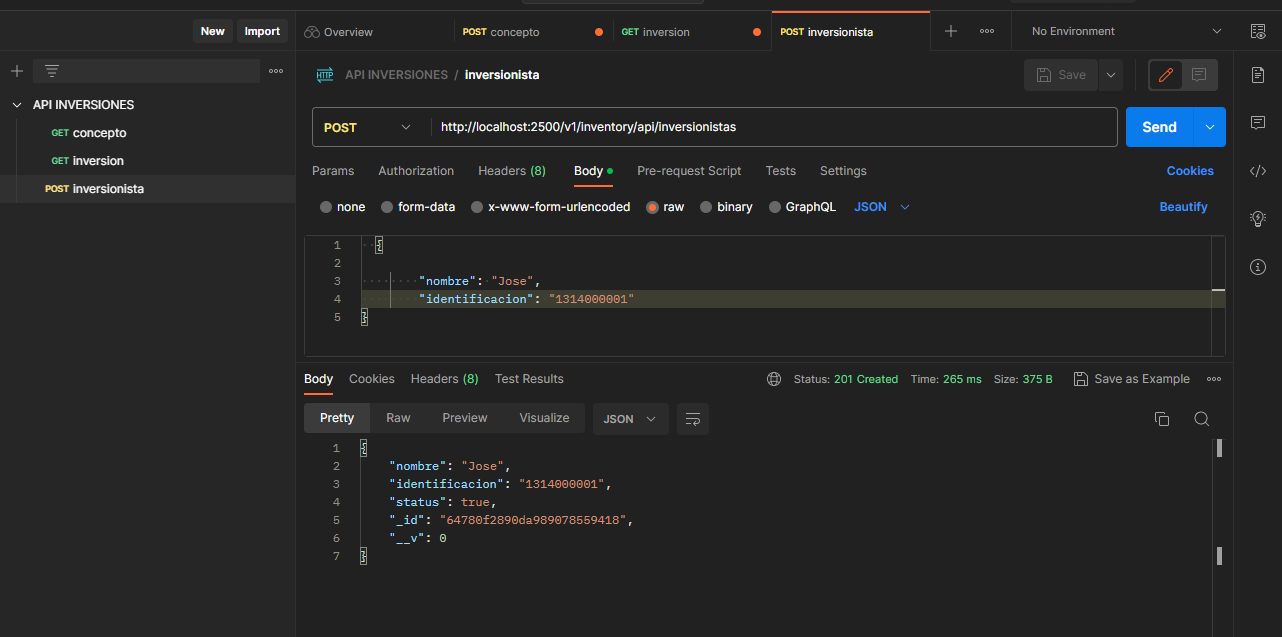 New Import Overview POST concepto GET inversion POST inversionista No Environment
API INVERSIONES / inversionista Save
API INVERSIONES
GET concepto
GET inversion
POST inversionista
POST http://localhost:2500/v1/inventory/api/inversionistas Send
Params Authorization Headers (8) Body Pre-request Script Tests Settings Cookies
none form-data x-www-form-urlencoded raw binary GraphQL JSON Beautify
1 {
2
3 "nombre": "Jose",
4 "identificacion": "1314000001"
5 }
Body Cookies Headers (8) Test Results Status: 201 Created Time: 265 ms Size: 375 B Save as Example
Pretty Raw Preview Visualize JSON
1 {
2 "nombre": "Jose",
3 "identificacion": "1314000001",
4 "status": true,
5 "_id": "64780f2890da989078559418",
6 "__v": 0
7 }